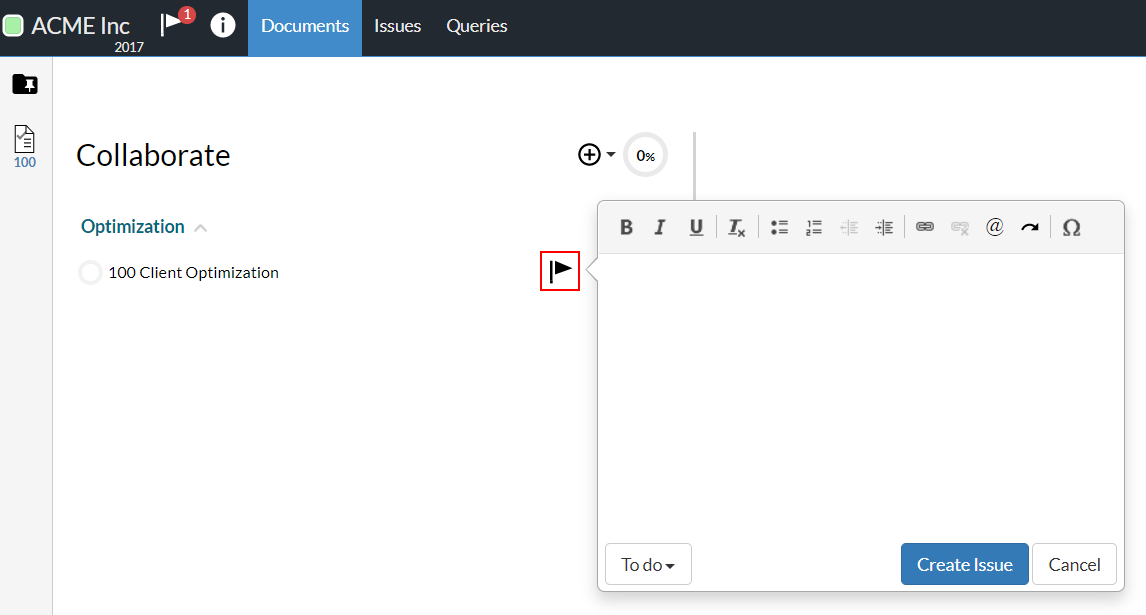 ACME Inc
2017
1
i
Documents
Issues
Queries
100
Collaborate
0%
Optimization
100 Client Optimization
B I U Tx @ Ω
To do
Create Issue
Cancel